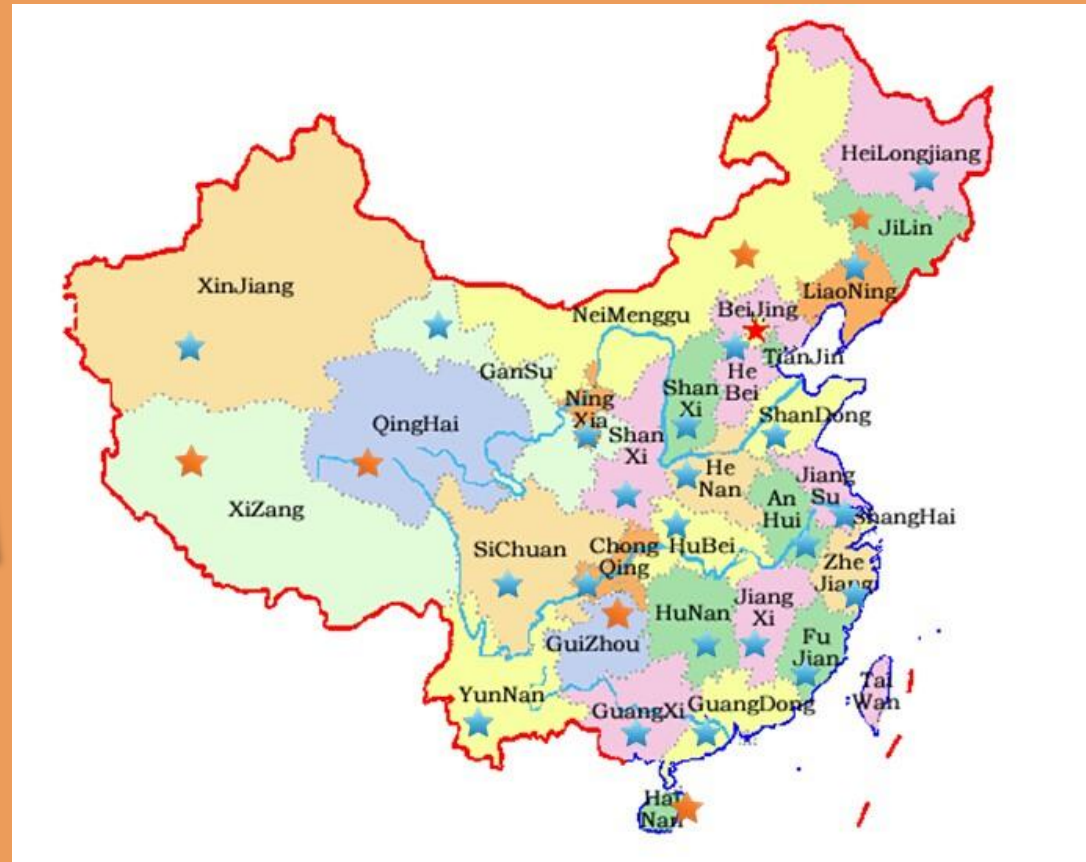 HeiLongjiang
JiLin
LiaoNing
XinJiang
NeiMenggu
BeiJing
TianJin
He
Bei
GanSu
Ning
Xia
Shan
Xi
ShanDong
QingHai
Shan
Xi
He
Nan
Jiang
Su
An
Hui
ShangHai
XiZang
SiChuan
Chong
Qing
HuBei
Zhe
Jiang
HuNan
Jiang
Xi
GuiZhou
Fu
Jian
YunNan
GuangXi
GuangDong
Tai
Wan
Hai
Nan